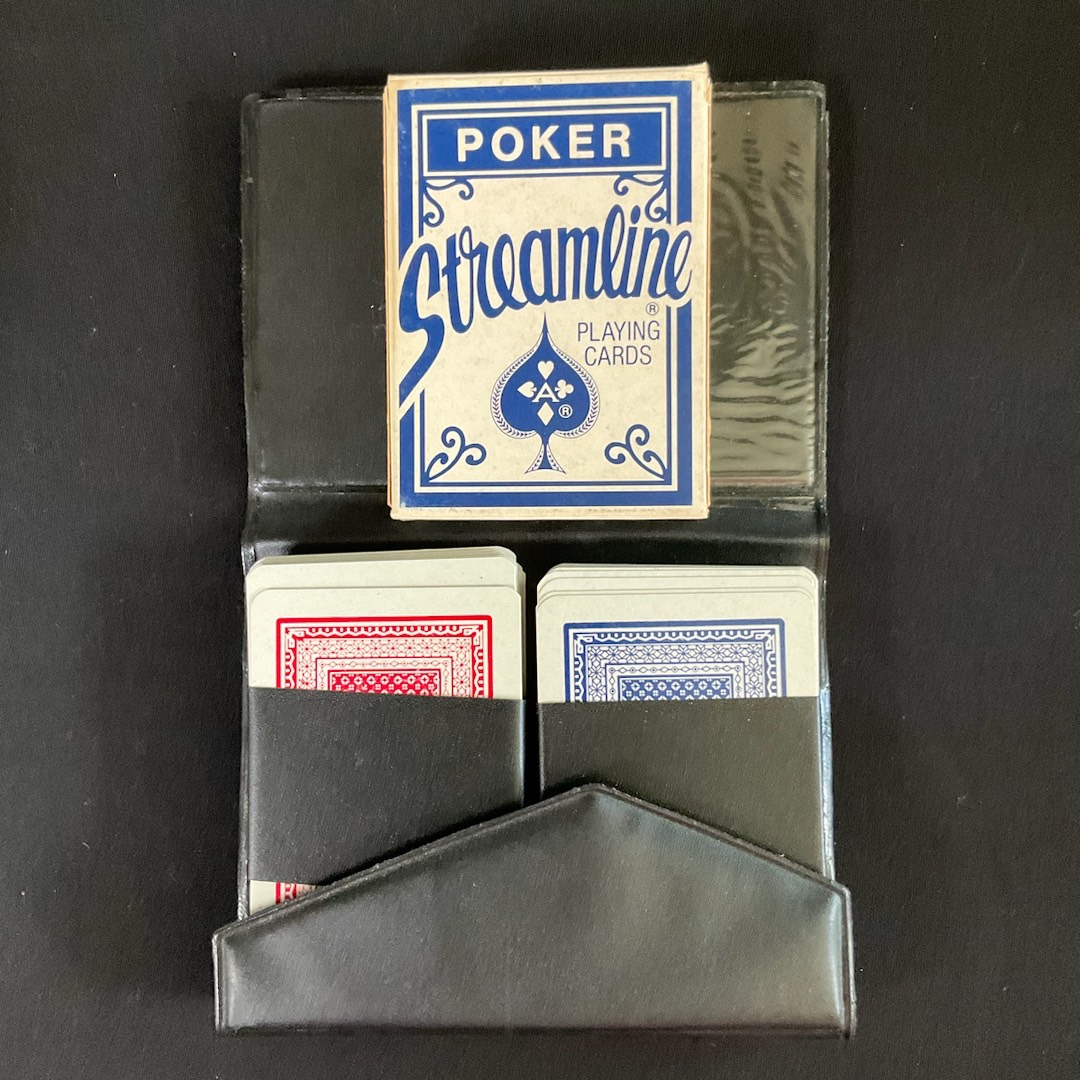 POKER
Streamline
®
PLAYING
CARDS
A
®